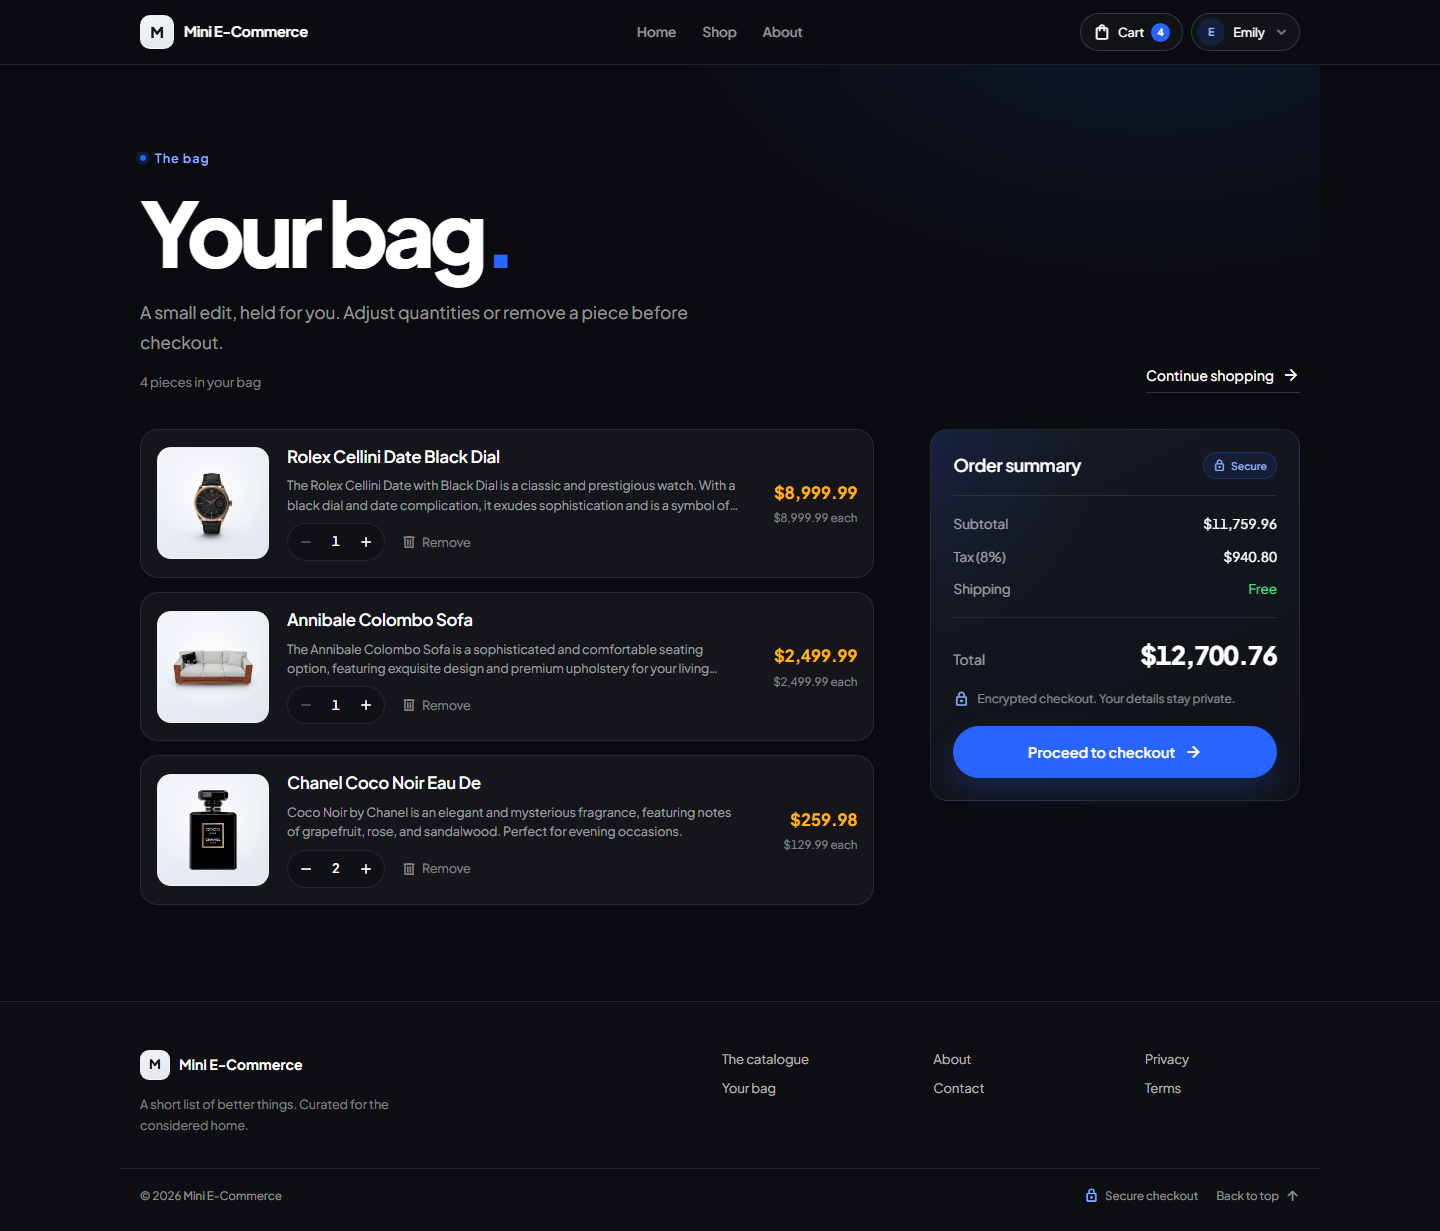 M Mini E-Commerce
Home Shop About
Cart 4
E Emily
The bag
Your bag.
A small edit, held for you. Adjust quantities or remove a piece before
checkout.
4 pieces in your bag
Continue shopping
Rolex Cellini Date Black Dial
The Rolex Cellini Date with Black Dial is a classic and prestigious watch. With a
black dial and date complication, it exudes sophistication and is a symbol of...
1 Remove
$8,999.99
$8,999.99 each
Annibale Colombo Sofa
The Annibale Colombo Sofa is a sophisticated and comfortable seating
option, featuring exquisite design and premium upholstery for your living...
1 Remove
$2,499.99
$2,499.99 each
COCO
CHANEL
Chanel Coco Noir Eau De
Coco Noir by Chanel is an elegant and mysterious fragrance, featuring notes
of grapefruit, rose, and sandalwood. Perfect for evening occasions.
2 Remove
$259.98
$129.99 each
Order summary
Secure
Subtotal $11,759.96
Tax (8%) $940.80
Shipping Free
Total $12,700.76
Encrypted checkout. Your details stay private.
Proceed to checkout
M Mini E-Commerce
A short list of better things. Curated for the
considered home.
The catalogue
Your bag
About
Contact
Privacy
Terms
© 2026 Mini E-Commerce
Secure checkout
Back to top